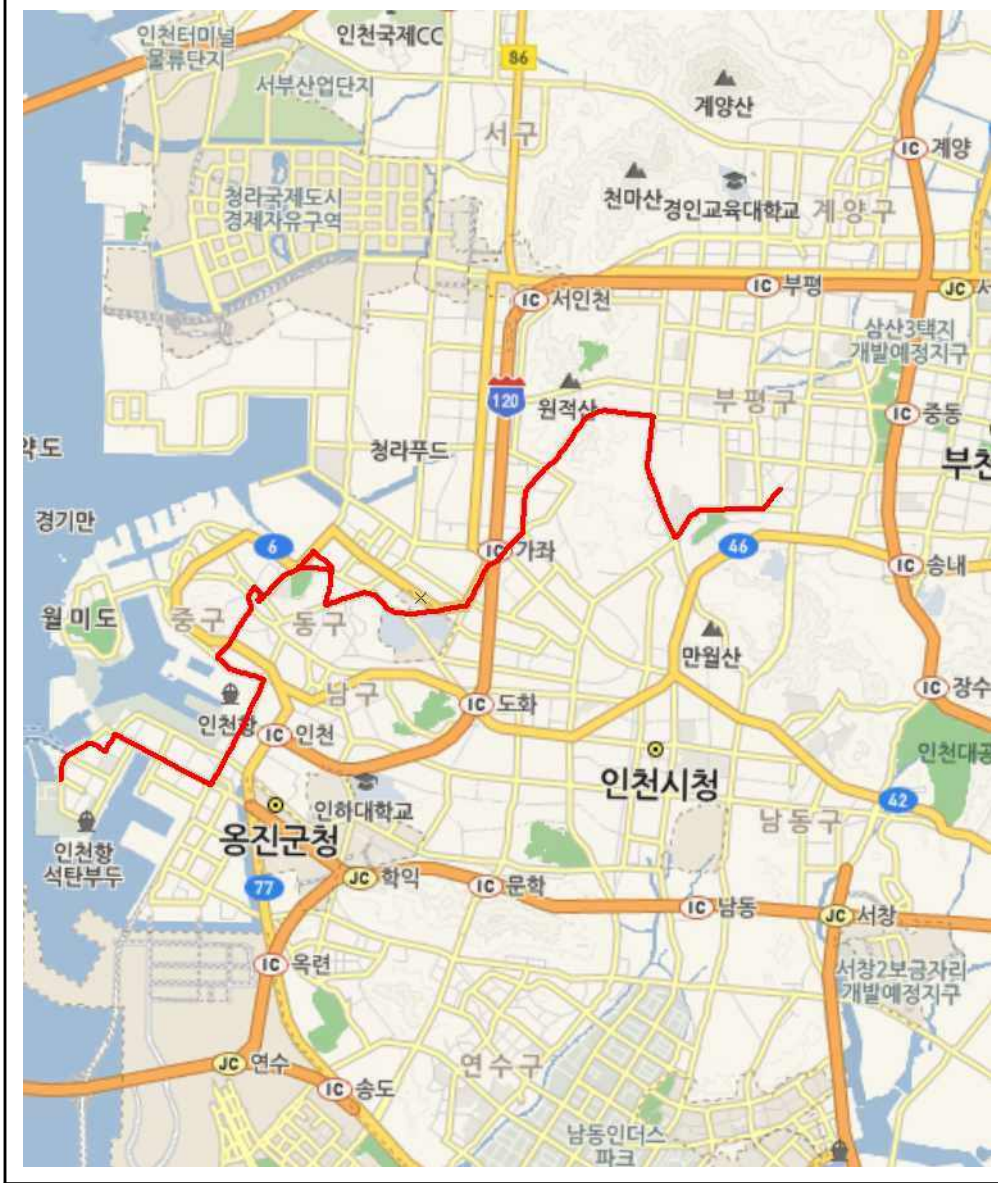 인천터미널
물류단지
인천국제CC
86
서부산업단지
계양산
서구
IC 계양
천마산
경인교육대학교
계양구
청라국제도시
경제자유구역
IC 서인천
IC 부평
JC 서
삼산3택지
개발예정지구
120
원적산
부평구
IC 중동
청라푸드
부천
경기만
6
IC 가좌
46
IC 송내
월미도
중구
동구
만월산
남구
IC 도화
IC 장수
인천항
IC 인천
인천대공
인천시청
인하대학교
42
남동구
옹진군청
인천항
석탄부두
77
JC 학익
IC 문학
IC 남동
JC 서창
IC 옥련
서창2보금자리
개발예정지구
JC 연수
연수구
IC 송도
남동인더스
파크